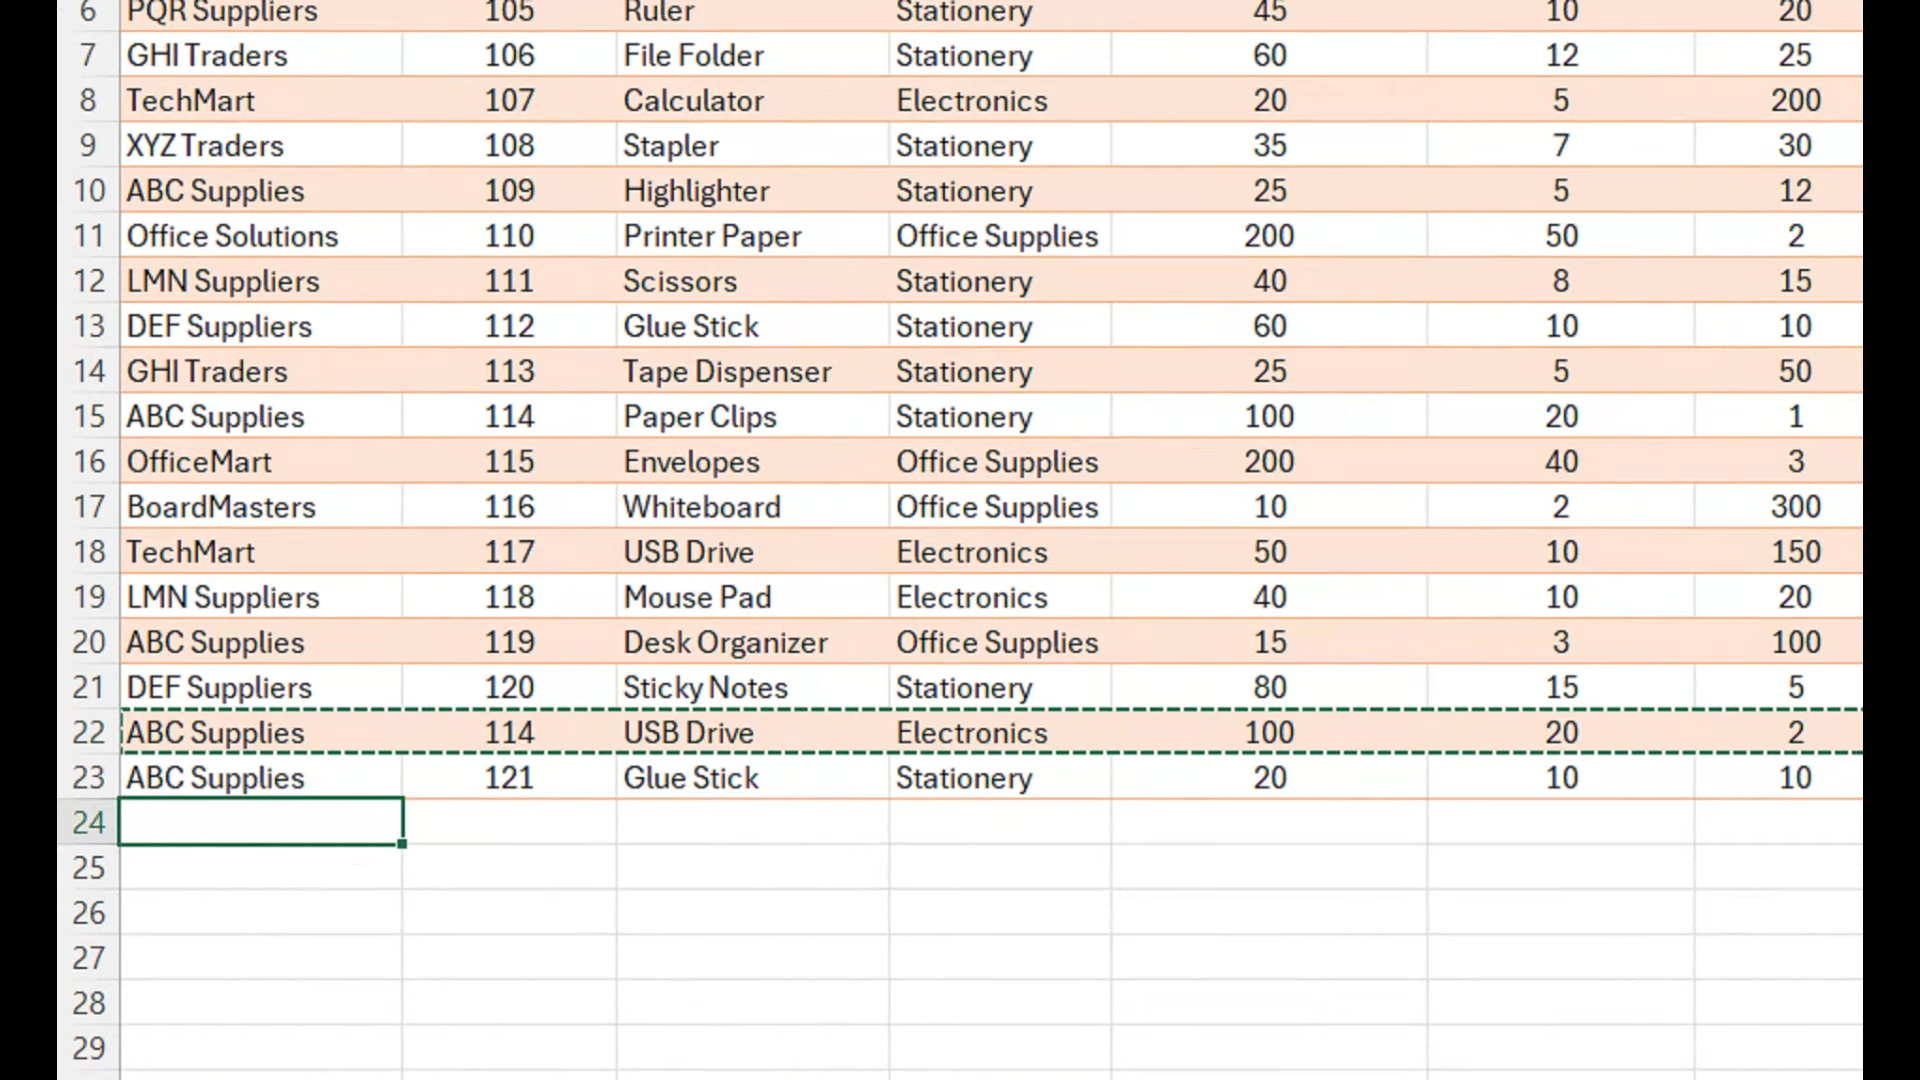 6 PQR Suppliers 105 Ruler Stationery 45 10 20
7 GHI Traders 106 File Folder Stationery 60 12 25
8 TechMart 107 Calculator Electronics 20 5 200
9 XYZ Traders 108 Stapler Stationery 35 7 30
10 ABC Supplies 109 Highlighter Stationery 25 5 12
11 Office Solutions 110 Printer Paper Office Supplies 200 50 2
12 LMN Suppliers 111 Scissors Stationery 40 8 15
13 DEF Suppliers 112 Glue Stick Stationery 60 10 10
14 GHI Traders 113 Tape Dispenser Stationery 25 5 50
15 ABC Supplies 114 Paper Clips Stationery 100 20 1
16 OfficeMart 115 Envelopes Office Supplies 200 40 3
17 BoardMasters 116 Whiteboard Office Supplies 10 2 300
18 TechMart 117 USB Drive Electronics 50 10 150
19 LMN Suppliers 118 Mouse Pad Electronics 40 10 20
20 ABC Supplies 119 Desk Organizer Office Supplies 15 3 100
21 DEF Suppliers 120 Sticky Notes Stationery 80 15 5
22 ABC Supplies 114 USB Drive Electronics 100 20 2
23 ABC Supplies 121 Glue Stick Stationery 20 10 10
24
25
26
27
28
29